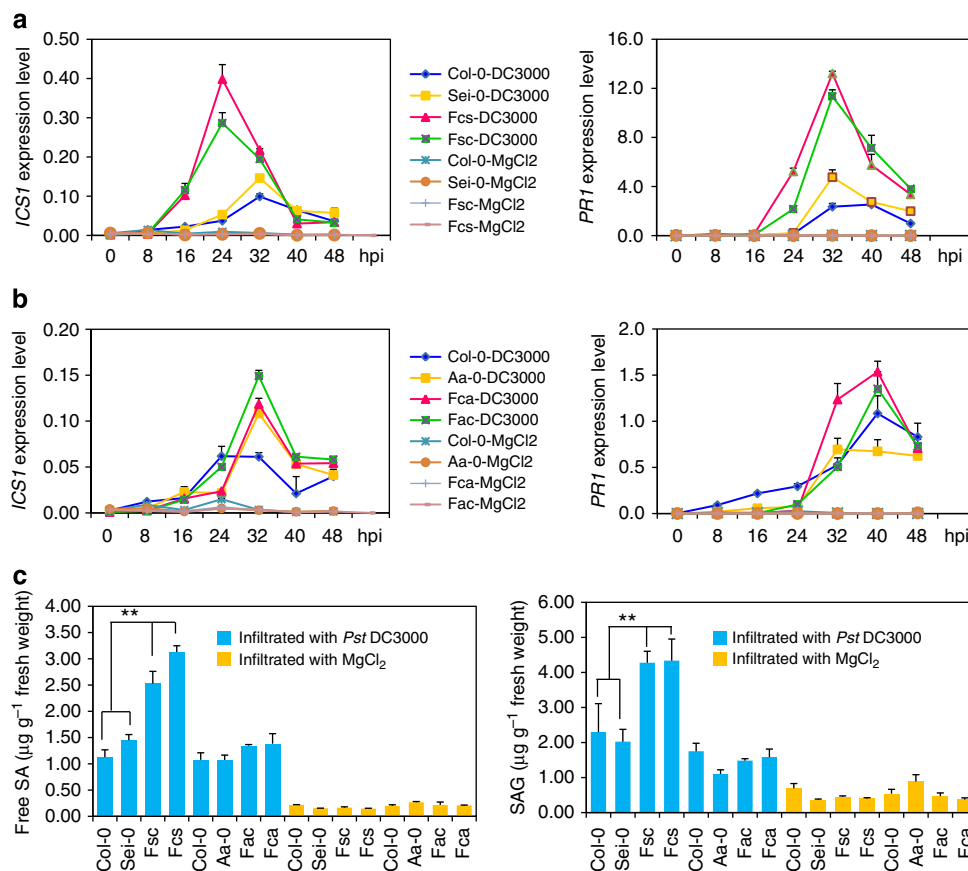 a
ICS1 expression level
0.50
0.40
0.30
0.20
0.10
0.00
0 8 16 24 32 40 48 hpi
Col-0-DC3000
Sei-0-DC3000
Fcs-DC3000
Fsc-DC3000
Col-0-MgCl2
Sei-0-MgCl2
Fsc-MgCl2
Fcs-MgCl2
PR1 expression level
16.0
12.0
8.0
4.0
0.0
0 8 16 24 32 40 48 hpi
b
ICS1 expression level
0.20
0.15
0.10
0.05
0.00
0 8 16 24 32 40 48 hpi
Col-0-DC3000
Aa-0-DC3000
Fca-DC3000
Fac-DC3000
Col-0-MgCl2
Aa-0-MgCl2
Fca-MgCl2
Fac-MgCl2
PR1 expression level
2.0
1.5
1.0
0.5
0.0
0 8 16 24 32 40 48 hpi
c
Free SA (µg g⁻¹ fresh weight)
4.00
3.50
3.00
2.50
2.00
1.50
1.00
0.50
0.00
**
Infiltrated with Pst DC3000
Infiltrated with MgCl₂
Col-0 Sei-0 Fsc Fcs Col-0 Aa-0 Fac Fca Col-0 Sei-0 Fsc Fcs Col-0 Aa-0 Fac Fca
SAG (µg g⁻¹ fresh weight)
6.00
5.00
4.00
3.00
2.00
1.00
0.00
**
Infiltrated with Pst DC3000
Infiltrated with MgCl₂
Col-0 Sei-0 Fsc Fcs Col-0 Aa-0 Fac Fca Col-0 Sei-0 Fsc Fcs Col-0 Aa-0 Fac Fca